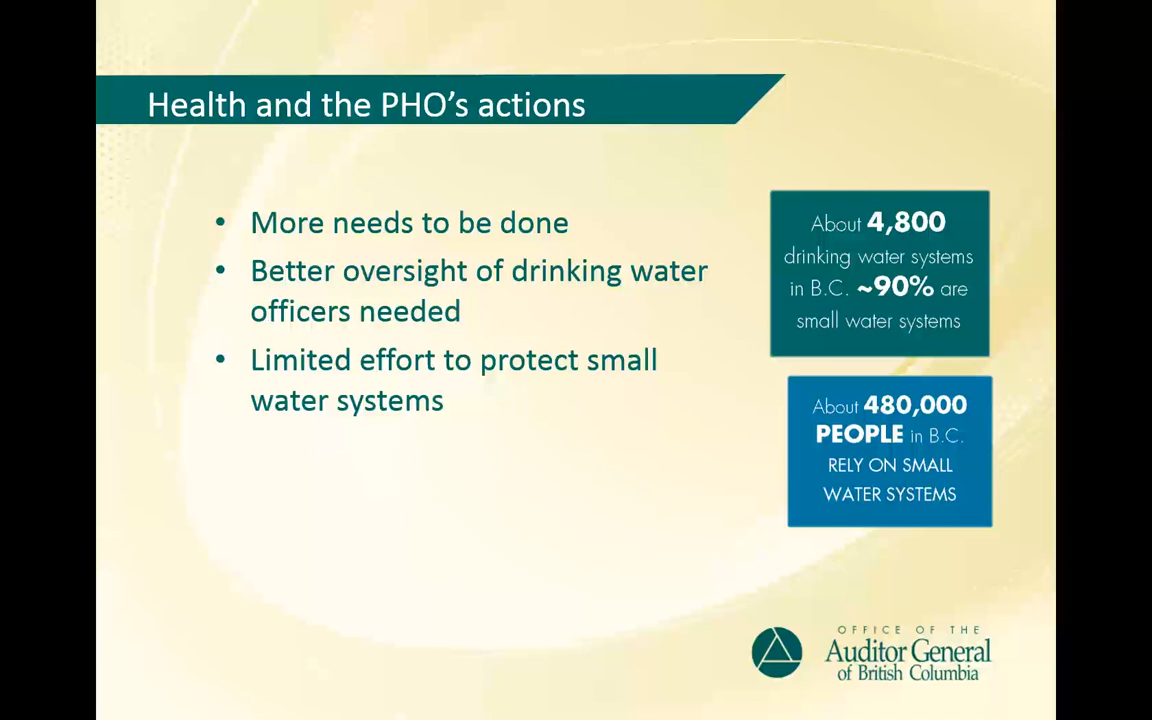 Health and the PHO’s actions
• More needs to be done
• Better oversight of drinking water
officers needed
• Limited effort to protect small
water systems
About 4,800
drinking water systems
in B.C. ~90% are
small water systems
About 480,000
PEOPLE in B.C.
RELY ON SMALL
WATER SYSTEMS
OFFICE OF THE
Auditor General
of British Columbia